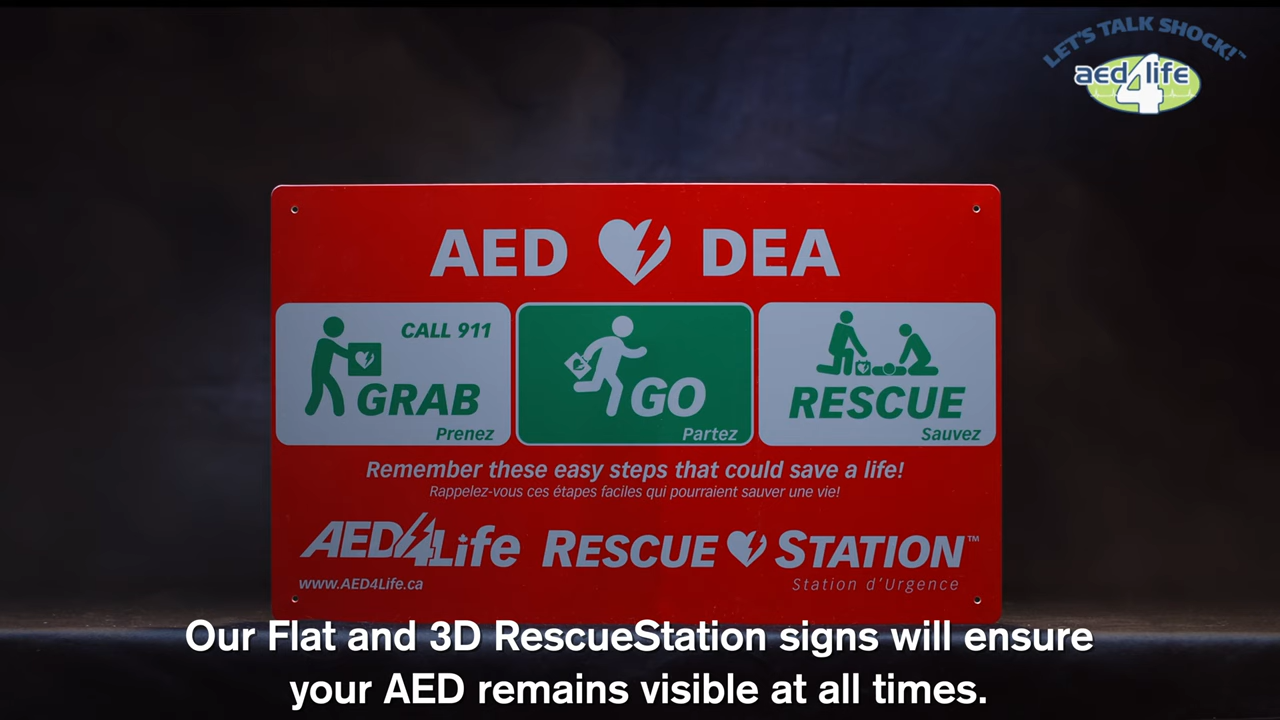 LET'S TALK SHOCK!™
aed4life
AED DEA
CALL 911
GRAB
Prenez
GO
Partez
RESCUE
Sauvez
Remember these easy steps that could save a life!
Rappelez-vous ces étapes faciles qui pourraient sauver une vie!
AED4Life RESCUE STATION™
www.AED4Life.ca
Station d'Urgence
Our Flat and 3D RescueStation signs will ensure
your AED remains visible at all times.